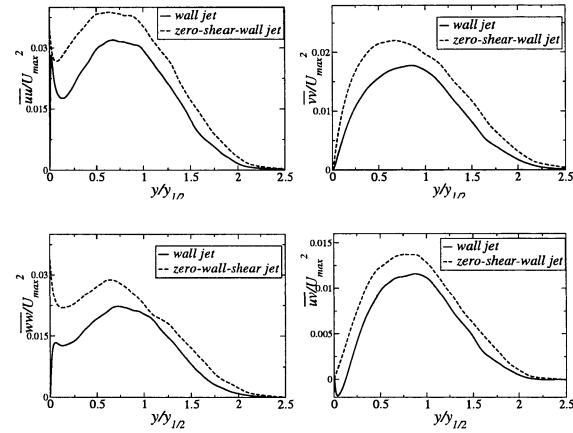 wall jet
zero-shear-wall jet
0.03
0.015
0
uu/Umax2
0 0.5 1 1.5 2 2.5
y/y1/2
wall jet
zero-shear-wall jet
0.02
0.01
0
vv/Umax2
0 0.5 1 1.5 2 2.5
y/y1/2
wall jet
zero-wall-shear jet
0.03
0.015
0
ww/Umax2
0 0.5 1 1.5 2 2.5
y/y1/2
wall jet
zero-shear-wall jet
0.015
0.01
0.005
0
uv/Umax2
0 0.5 1 1.5 2 2.5
y/y1/2